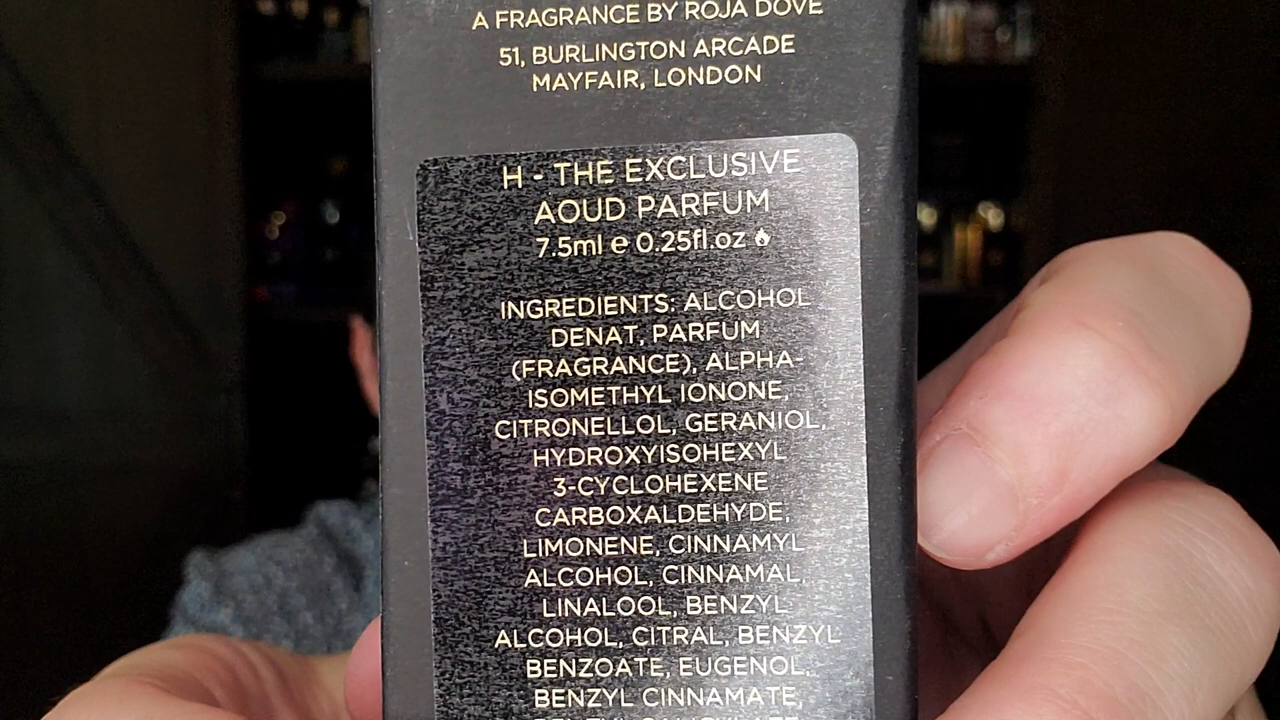 A FRAGRANCE BY ROJA DOVE
51, BURLINGTON ARCADE
MAYFAIR, LONDON
H - THE EXCLUSIVE
AOUD PARFUM
7.5ml e 0.25fl.oz
INGREDIENTS: ALCOHOL
DENAT, PARFUM
(FRAGRANCE), ALPHA-
ISOMETHYL IONONE,
CITRONELLOL, GERANIOL,
HYDROXYISOHEXYL
3-CYCLOHEXENE
CARBOXALDEHYDE,
LIMONENE, CINNAMYL
ALCOHOL, CINNAMAL,
LINALOOL, BENZYL
ALCOHOL, CITRAL, BENZYL
BENZOATE, EUGENOL,
BENZYL CINNAMATE,